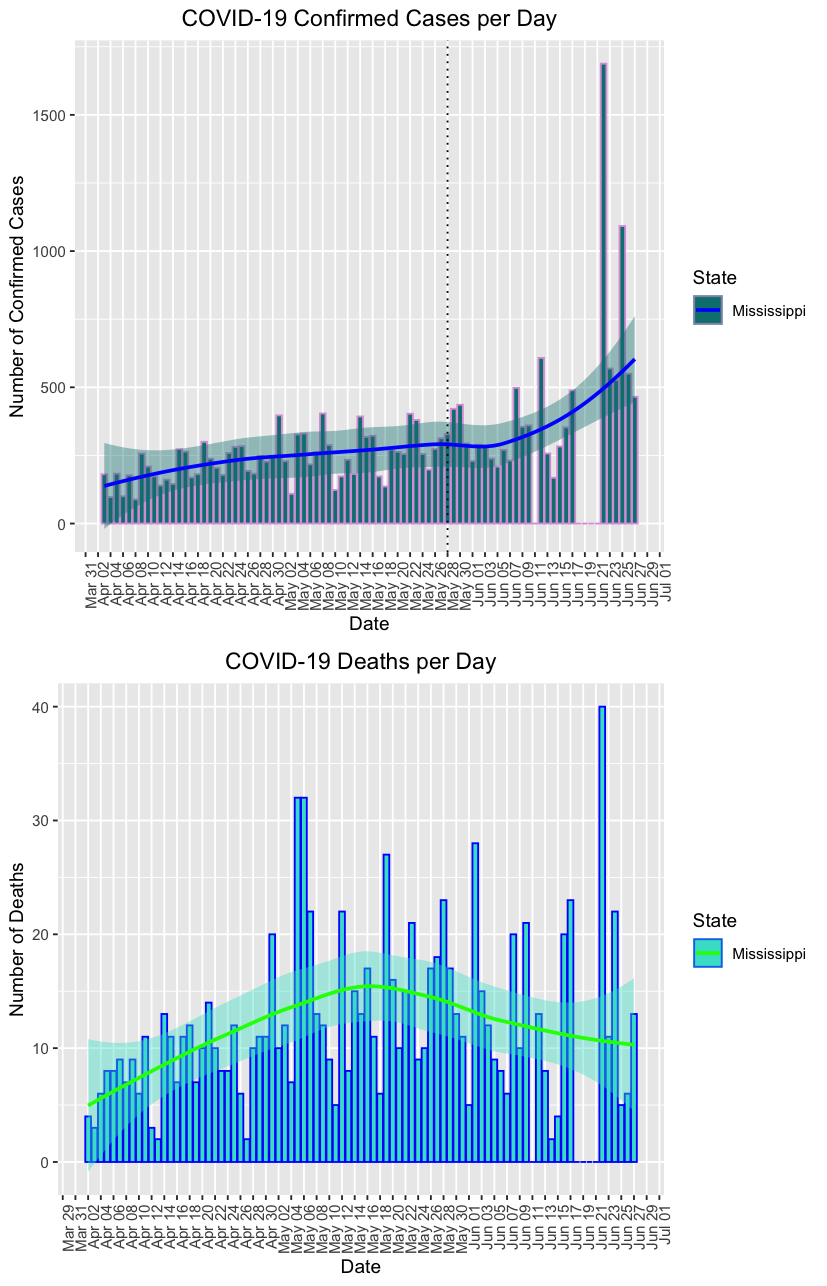 COVID-19 Confirmed Cases per Day
Number of Confirmed Cases
1500
1000
500
0
Mar 31
Apr 02
Apr 04
Apr 06
Apr 08
Apr 10
Apr 12
Apr 14
Apr 16
Apr 18
Apr 20
Apr 22
Apr 24
Apr 26
Apr 28
Apr 30
May 02
May 04
May 06
May 08
May 10
May 12
May 14
May 16
May 18
May 20
May 22
May 24
May 26
May 28
May 30
Jun 01
Jun 03
Jun 05
Jun 07
Jun 09
Jun 11
Jun 13
Jun 15
Jun 17
Jun 19
Jun 21
Jun 23
Jun 25
Jun 27
Jun 29
Jul 01
Date
State
Mississippi
COVID-19 Deaths per Day
Number of Deaths
40
30
20
10
0
Mar 29
Mar 31
Apr 02
Apr 04
Apr 06
Apr 08
Apr 10
Apr 12
Apr 14
Apr 16
Apr 18
Apr 20
Apr 22
Apr 24
Apr 26
Apr 28
Apr 30
May 02
May 04
May 06
May 08
May 10
May 12
May 14
May 16
May 18
May 20
May 22
May 24
May 26
May 28
May 30
Jun 01
Jun 03
Jun 05
Jun 07
Jun 09
Jun 11
Jun 13
Jun 15
Jun 17
Jun 19
Jun 21
Jun 23
Jun 25
Jun 27
Jun 29
Jul 01
Date
State
Mississippi